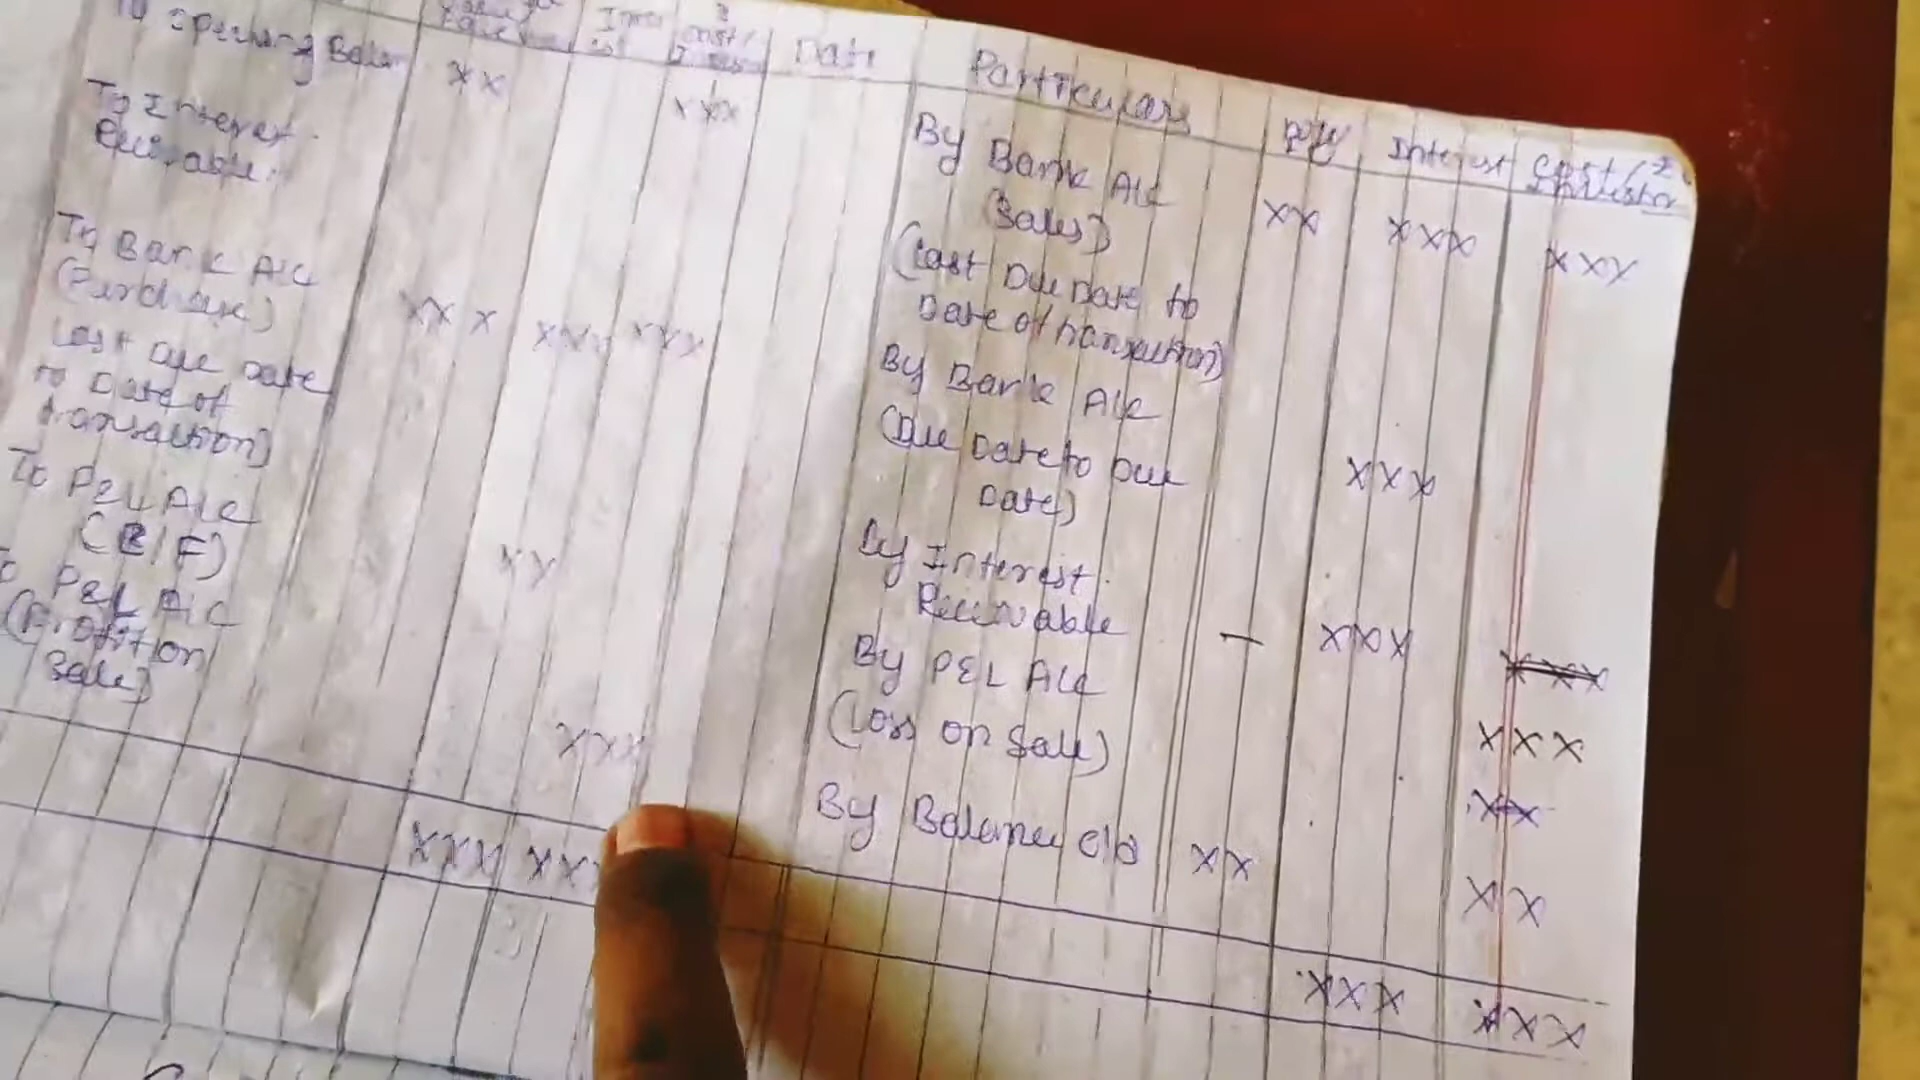 To Opening Balan xx xxx
To Interest
Receivable.
To Bank A/c
(Purchase) xxx xxx xxx
Last Due Date
to Date of
transaction)
To P&L A/c
(B/F) xx
To P&L A/c
(Profit on
Sale) xxx
xxx xxx
Date Particulars Interest Cost/₹
By Bank A/c
(Sales) xx xxx xxx
(Last Due Date to
Date of transaction)
By Bank A/c
(Due Date to Due xxx
Date)
By Interest
Receivable — xxx
By P&L A/c xxx
(Loss on Sale)
By Balance c/d xx xx
xxx xxx